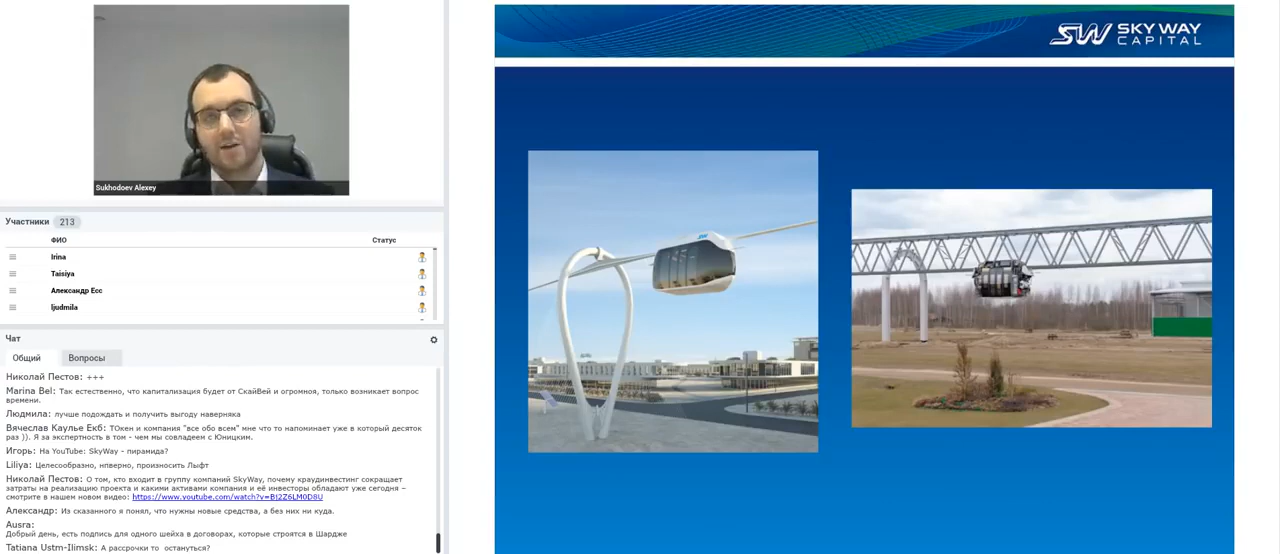 Sukhodoev Alexey
Участники 213
ФИО Статус
Irina
Taisiya
Александр Есс
ljudmila
Чат
Общий Вопросы
Николай Пестов: +++
Marina Bel: Так естественно, что капитализация будет от СкайВей и огромноя, только возникает вопрос
времени.
Людмила: лучше подождать и получить выгоду наверняка
Вячеслав Каулье Екб: ТОкен и компания "все обо всем" мне что то напоминает уже в который десяток
раз )). Я за экспертность в том - чем мы совладеем с Юницким.
Игорь: На YouTube: SkyWay - пирамида?
Liliya: Целесообразно, нпверно, произносить Лыфт
Николай Пестов: О том, кто входит в группу компаний SkyWay, почему краудинвестинг сокращает
затраты на реализацию проекта и какими активами компания и её инвесторы обладают уже сегодня –
смотрите в нашем новом видео: https://www.youtube.com/watch?v=BI2Z6LM0D8U
Александр: Из сказанного я понял, что нужны новые средства, а без них ни куда.
Ausra:
Добрый день, есть подпись для одного шейха в договорах, которые строятся в Шардже
Tatiana Ustm-Ilimsk: А рассрочки то остануться?
SW SKY WAY
CAPITAL